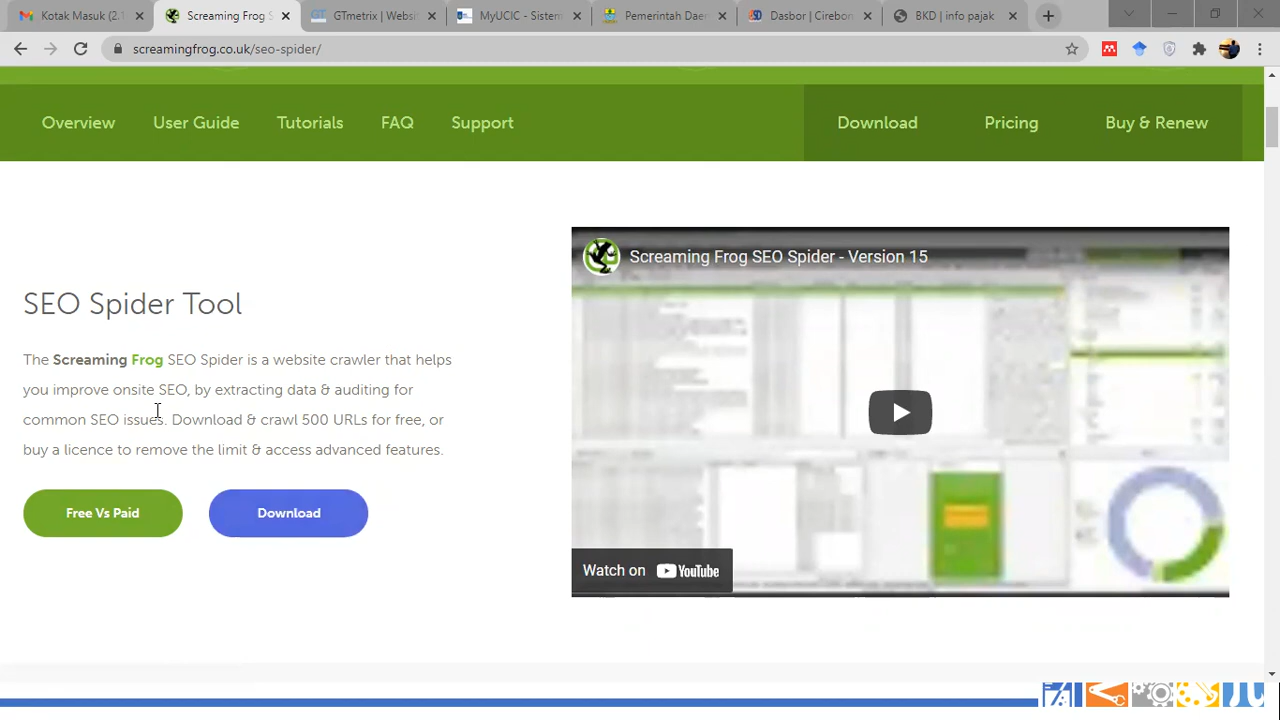 Kotak Masuk (2.1
Screaming Frog S
GTmetrix | Websit
MyUCIC - Sistem
Pemerintah Daer
Dasbor | Cirebon
BKD | info pajak
screamingfrog.co.uk/seo-spider/
Overview User Guide Tutorials FAQ Support Download Pricing Buy & Renew
Screaming Frog SEO Spider - Version 15
SEO Spider Tool
The Screaming Frog SEO Spider is a website crawler that helps
you improve onsite SEO, by extracting data & auditing for
common SEO issues. Download & crawl 500 URLs for free, or
buy a licence to remove the limit & access advanced features.
Free Vs Paid Download
Watch on YouTube